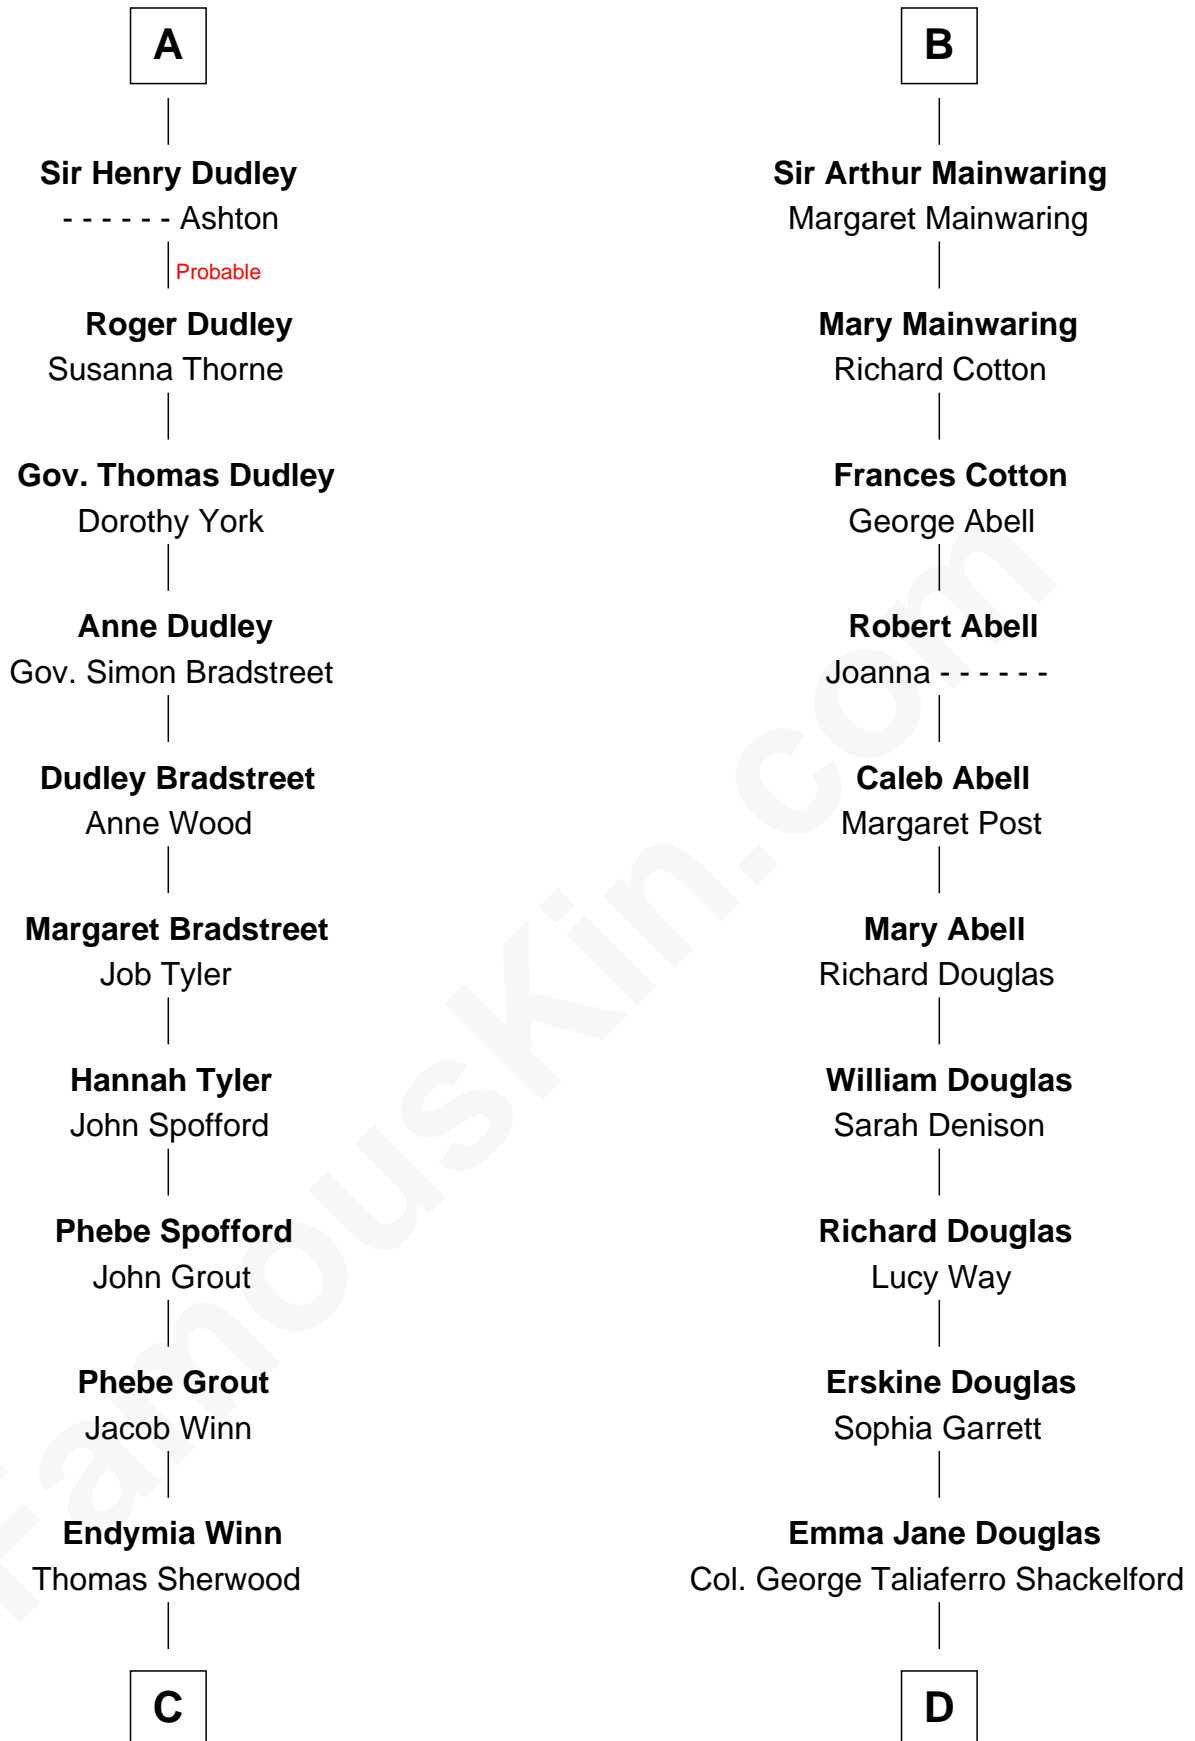 A
Sir Henry Dudley
- - - - - - Ashton
Probable
Roger Dudley
Susanna Thorne
Gov. Thomas Dudley
Dorothy York
Anne Dudley
Gov. Simon Bradstreet
Dudley Bradstreet
Anne Wood
Margaret Bradstreet
Job Tyler
Hannah Tyler
John Spofford
Phebe Spofford
John Grout
Phebe Grout
Jacob Winn
Endymia Winn
Thomas Sherwood
C
B
Sir Arthur Mainwaring
Margaret Mainwaring
Mary Mainwaring
Richard Cotton
Frances Cotton
George Abell
Robert Abell
Joanna - - - - - -
Caleb Abell
Margaret Post
Mary Abell
Richard Douglas
William Douglas
Sarah Denison
Richard Douglas
Lucy Way
Erskine Douglas
Sophia Garrett
Emma Jane Douglas
Col. George Taliaferro Shackelford
D
FamousKin.com